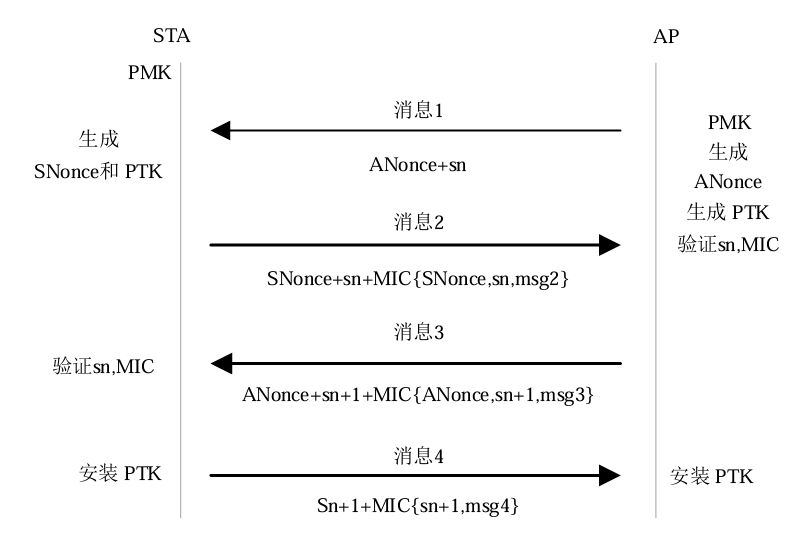 STA
AP
PMK
消息1
ANonce+sn
生成
SNonce和 PTK
PMK
生成
ANonce
生成 PTK
验证sn,MIC
消息2
SNonce+sn+MIC{SNonce,sn,msg2}
消息3
验证sn,MIC
ANonce+sn+1+MIC{ANonce,sn+1,msg3}
消息4
安装 PTK
安装 PTK
Sn+1+MIC{sn+1,msg4}